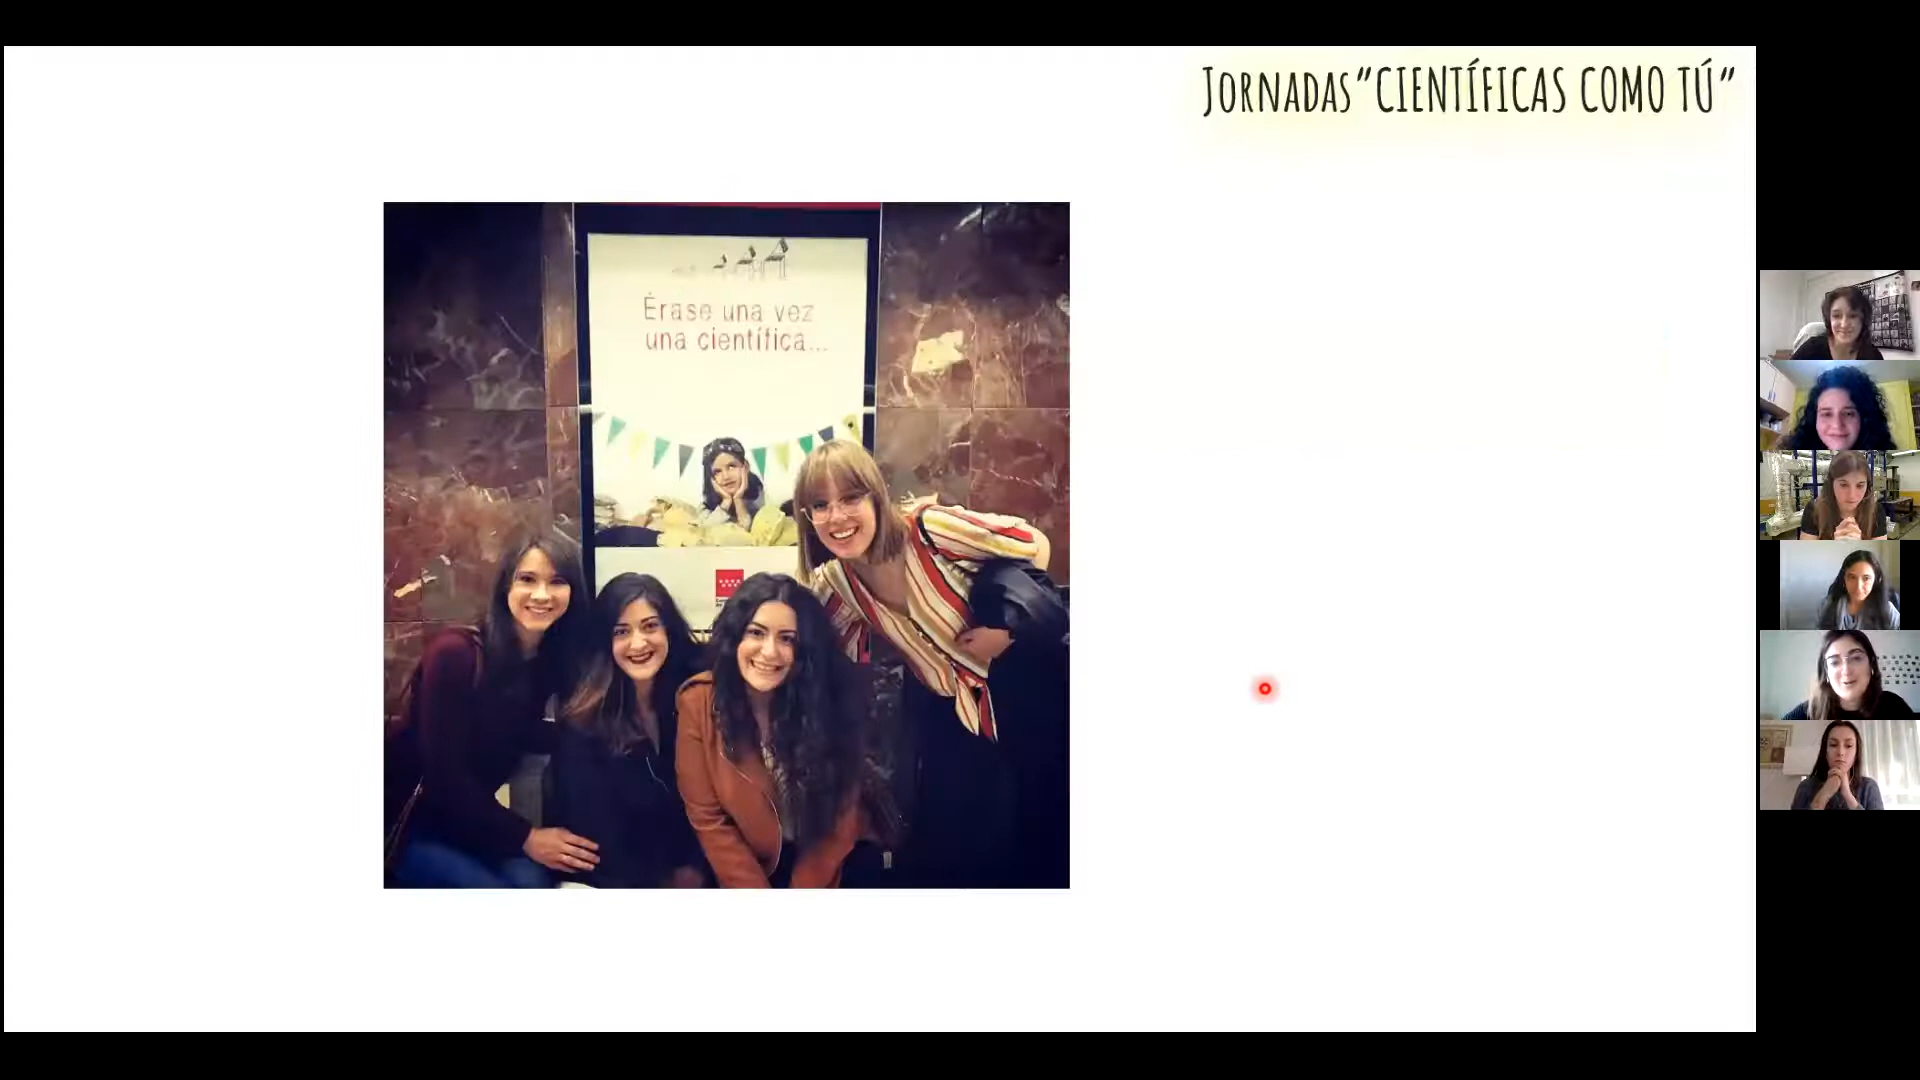 Jornadas "CIENTÍFICAS COMO TÚ"
Érase una vez
una científica...